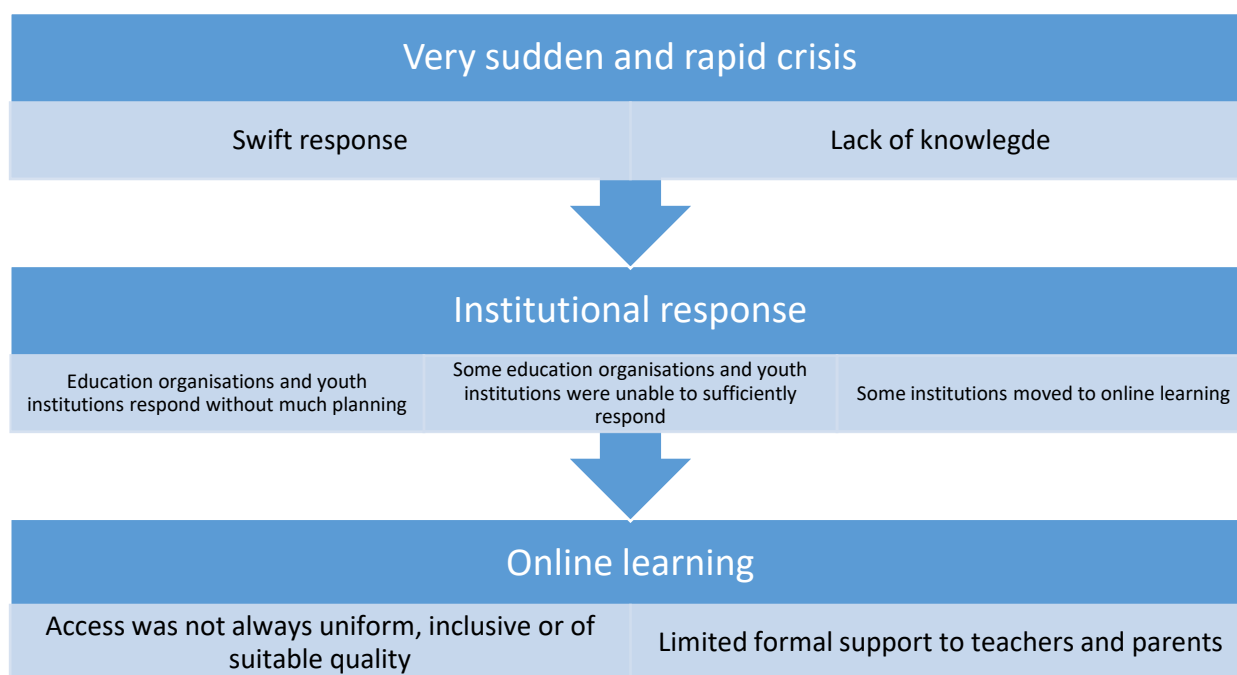 Very sudden and rapid crisis
Swift response
Lack of knowlegde
Institutional response
Education organisations and youth
institutions respond without much planning
Some education organisations and youth
institutions were unable to sufficiently
respond
Some institutions moved to online learning
Online learning
Access was not always uniform, inclusive or of
suitable quality
Limited formal support to teachers and parents